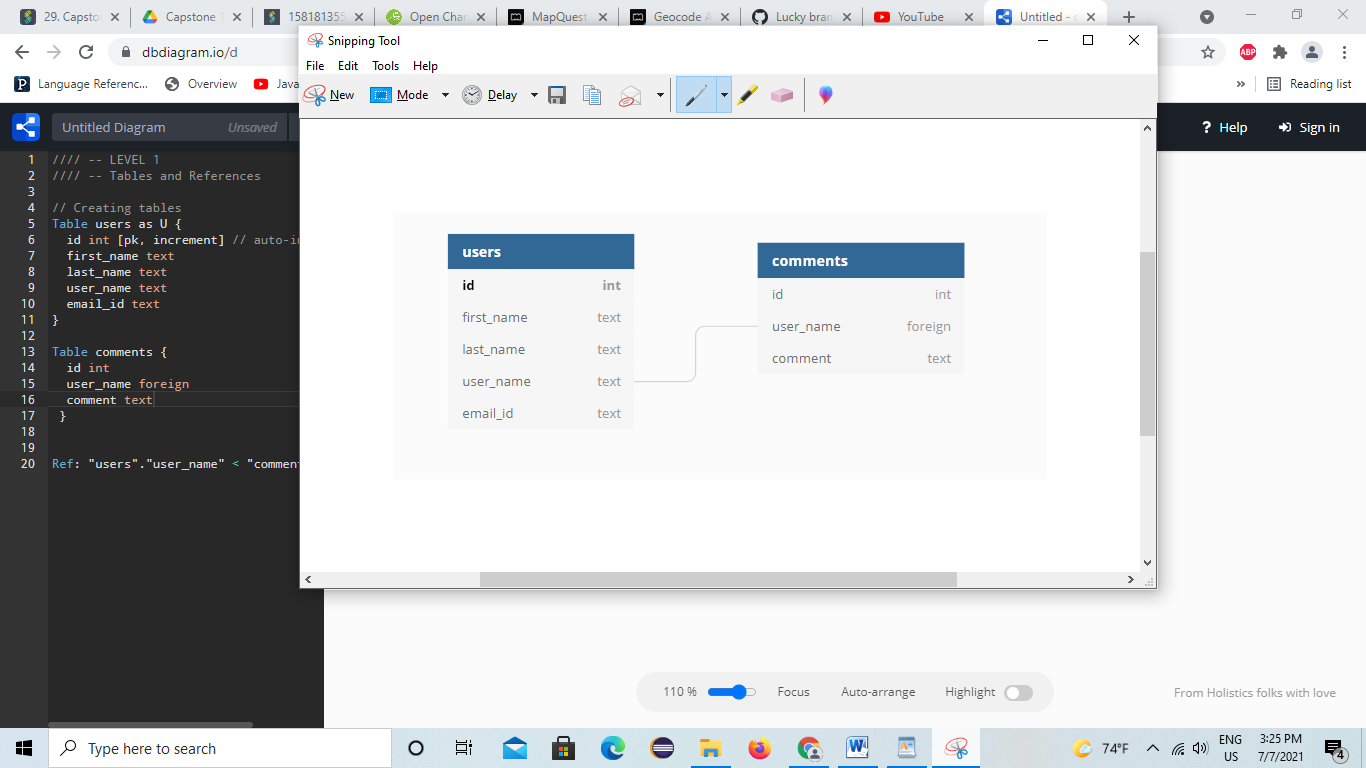 29. Capsto
Capstone 1
158181355
Open Char
MapQuest
Geocode A
Lucky bran
YouTube
Untitled - d
dbdiagram.io/d
ABP
Language Referenc...
Overview
Java
»
Reading list
Snipping Tool
File Edit Tools Help
New Mode Delay
Untitled Diagram Unsaved
Help
Sign in
1 //// -- LEVEL 1
2 //// -- Tables and References
3
4 // Creating tables
5 Table users as U {
6 id int [pk, increment] // auto-in
7 first_name text
8 last_name text
9 user_name text
10 email_id text
11 }
12
13 Table comments {
14 id int
15 user_name foreign
16 comment text
17 }
18
19
20 Ref: "users"."user_name" < "comment
users
id int
first_name text
last_name text
user_name text
email_id text
comments
id int
user_name foreign
comment text
110 % Focus Auto-arrange Highlight
From Holistics folks with love
Type here to search
74°F
ENG
US
3:25 PM
7/7/2021
4